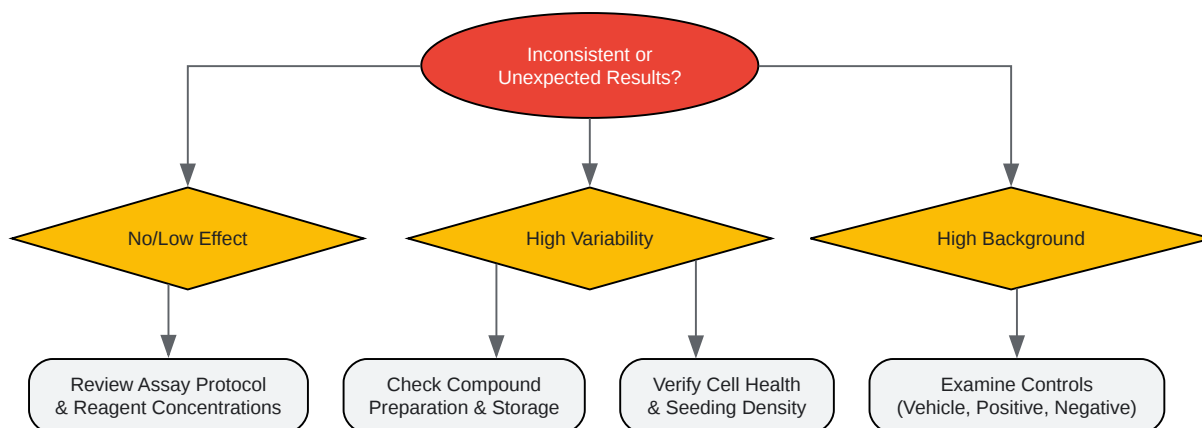 Inconsistent or
Unexpected Results?
No/Low Effect
High Variability
High Background
Review Assay Protocol
& Reagent Concentrations
Check Compound
Preparation & Storage
Verify Cell Health
& Seeding Density
Examine Controls
(Vehicle, Positive, Negative)